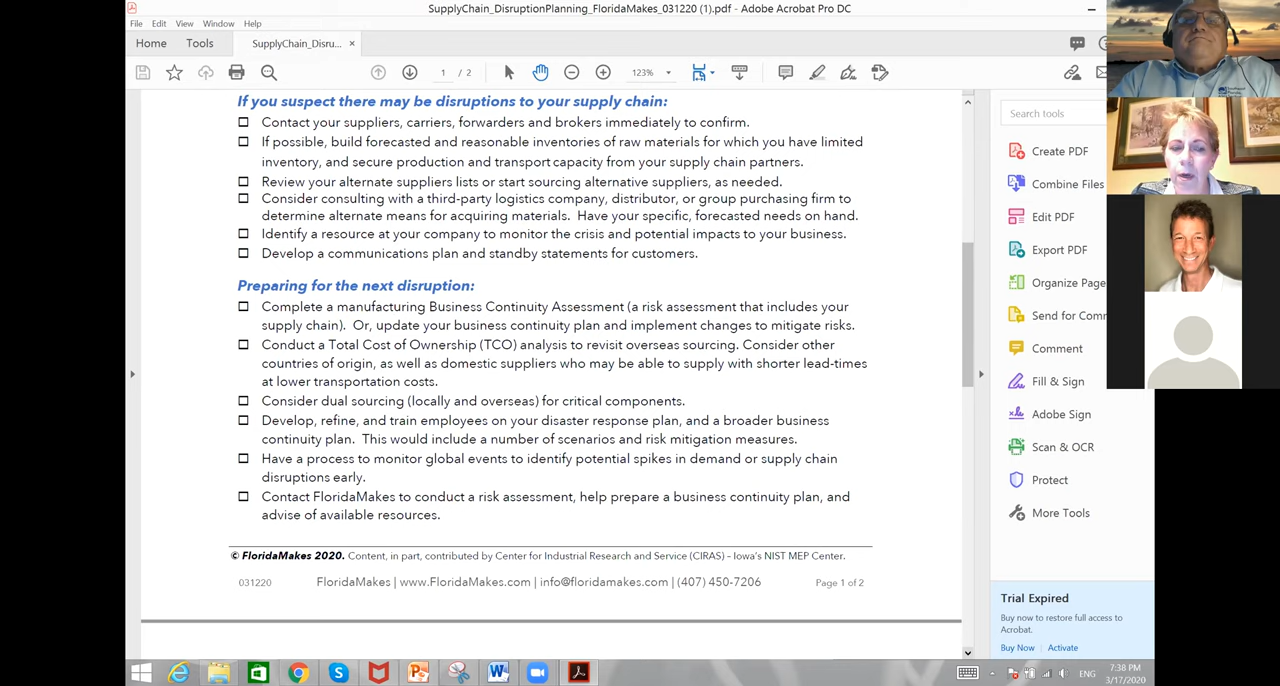 SupplyChain_DisruptionPlanning_FloridaMakes_031220 (1).pdf - Adobe Acrobat Pro DC
File Edit View Window Help
Home Tools SupplyChain_Disru... ×
1 / 2 123%
If you suspect there may be disruptions to your supply chain:
Contact your suppliers, carriers, forwarders and brokers immediately to confirm.
If possible, build forecasted and reasonable inventories of raw materials for which you have limited
inventory, and secure production and transport capacity from your supply chain partners.
Review your alternate suppliers lists or start sourcing alternative suppliers, as needed.
Consider consulting with a third-party logistics company, distributor, or group purchasing firm to
determine alternate means for acquiring materials. Have your specific, forecasted needs on hand.
Identify a resource at your company to monitor the crisis and potential impacts to your business.
Develop a communications plan and standby statements for customers.
Preparing for the next disruption:
Complete a manufacturing Business Continuity Assessment (a risk assessment that includes your
supply chain). Or, update your business continuity plan and implement changes to mitigate risks.
Conduct a Total Cost of Ownership (TCO) analysis to revisit overseas sourcing. Consider other
countries of origin, as well as domestic suppliers who may be able to supply with shorter lead-times
at lower transportation costs.
Consider dual sourcing (locally and overseas) for critical components.
Develop, refine, and train employees on your disaster response plan, and a broader business
continuity plan. This would include a number of scenarios and risk mitigation measures.
Have a process to monitor global events to identify potential spikes in demand or supply chain
disruptions early.
Contact FloridaMakes to conduct a risk assessment, help prepare a business continuity plan, and
advise of available resources.
© FloridaMakes 2020. Content, in part, contributed by Center for Industrial Research and Service (CIRAS) – Iowa's NIST MEP Center.
031220 FloridaMakes | www.FloridaMakes.com | info@floridamakes.com | (407) 450-7206 Page 1 of 2
Search tools
Create PDF
Combine Files
Edit PDF
Export PDF
Organize Page
Send for Comr
Comment
Fill & Sign
Adobe Sign
Scan & OCR
Protect
More Tools
Trial Expired
Buy now to restore full access to
Acrobat.
Buy Now Activate
ENG
7:38 PM
3/17/2020